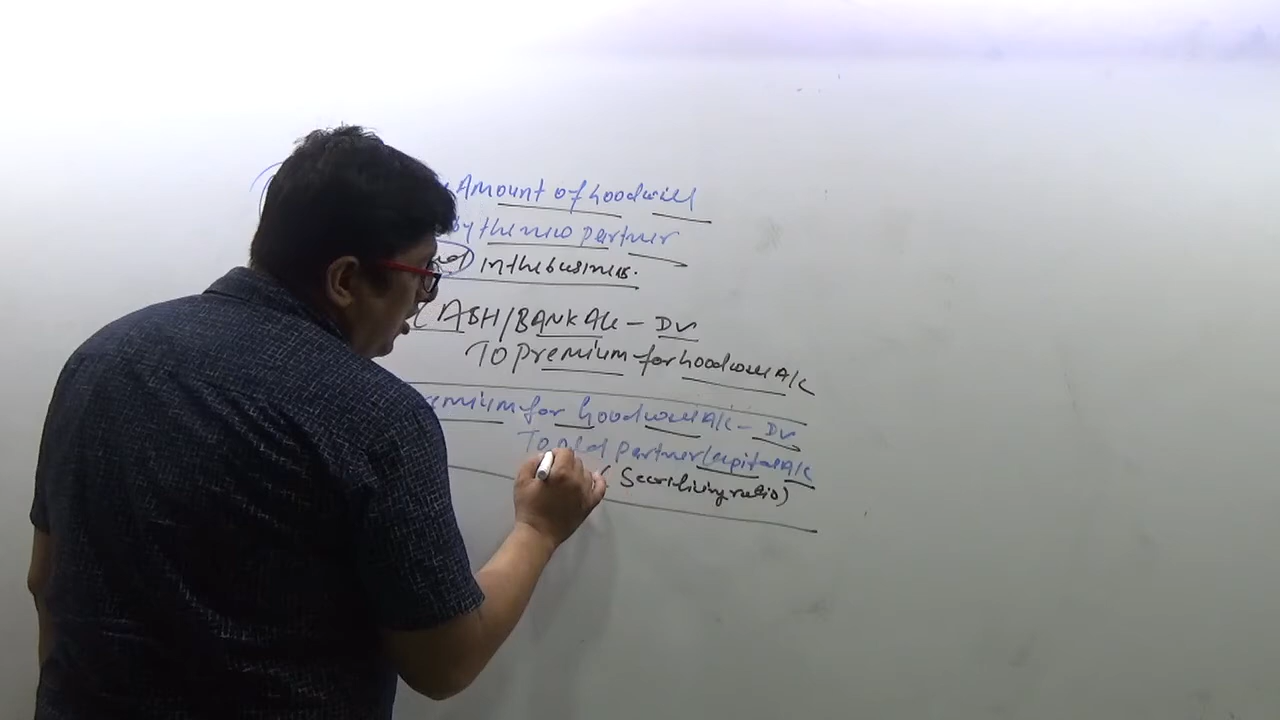 Amount of Goodwill
by the new partner
in the business.
CASH/BANK A/c - Dr
To Premium for Goodwill A/c
emium for Goodwill A/c - Dr
To Old Partner Capital A/c
(Sacrificing ratio)